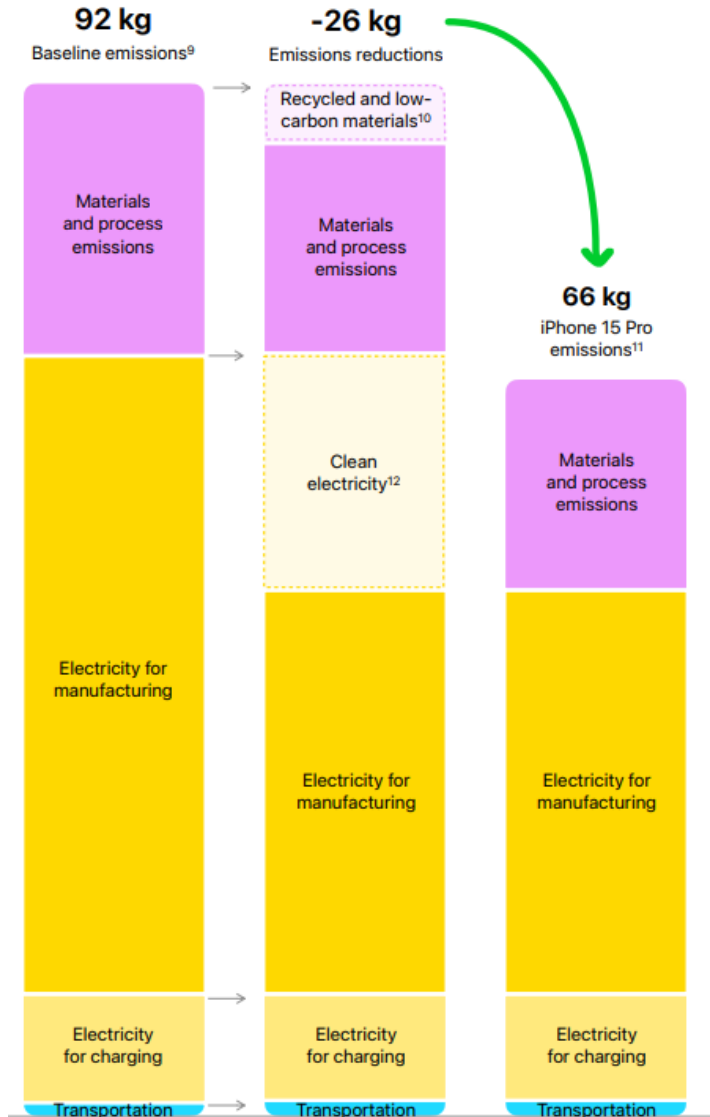 92 kg
Baseline emissions⁹
Materials
and process
emissions
Electricity for
manufacturing
Electricity
for charging
Transportation
-26 kg
Emissions reductions
Recycled and low-
carbon materials¹⁰
Materials
and process
emissions
Clean
electricity¹²
Electricity for
manufacturing
Electricity
for charging
Transportation
66 kg
iPhone 15 Pro
emissions¹¹
Materials
and process
emissions
Electricity for
manufacturing
Electricity
for charging
Transportation